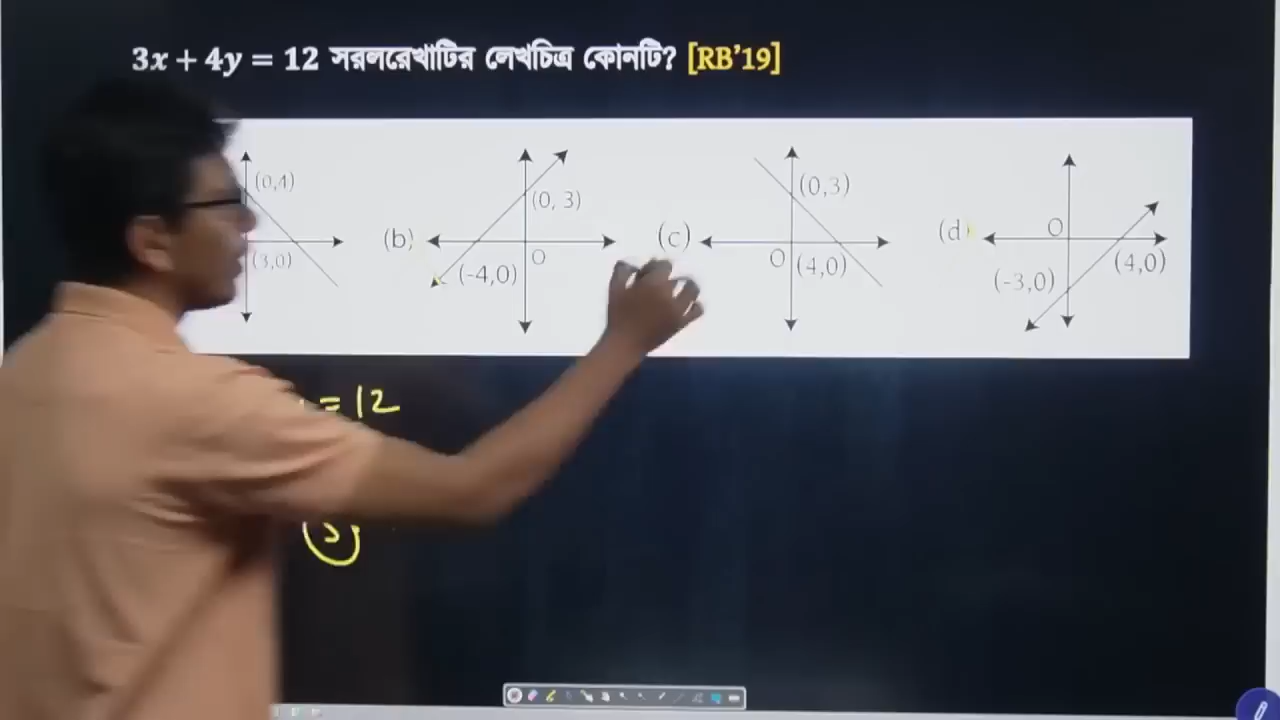 3x + 4y = 12 সরলরেখাটির লেখচিত্র কোনটি? [RB'19]
(0,4)
(3,0)
(b)
(0, 3)
(-4,0)
O
(c)
(0,3)
O
(4,0)
(d)
O
(4,0)
(-3,0)
= 12